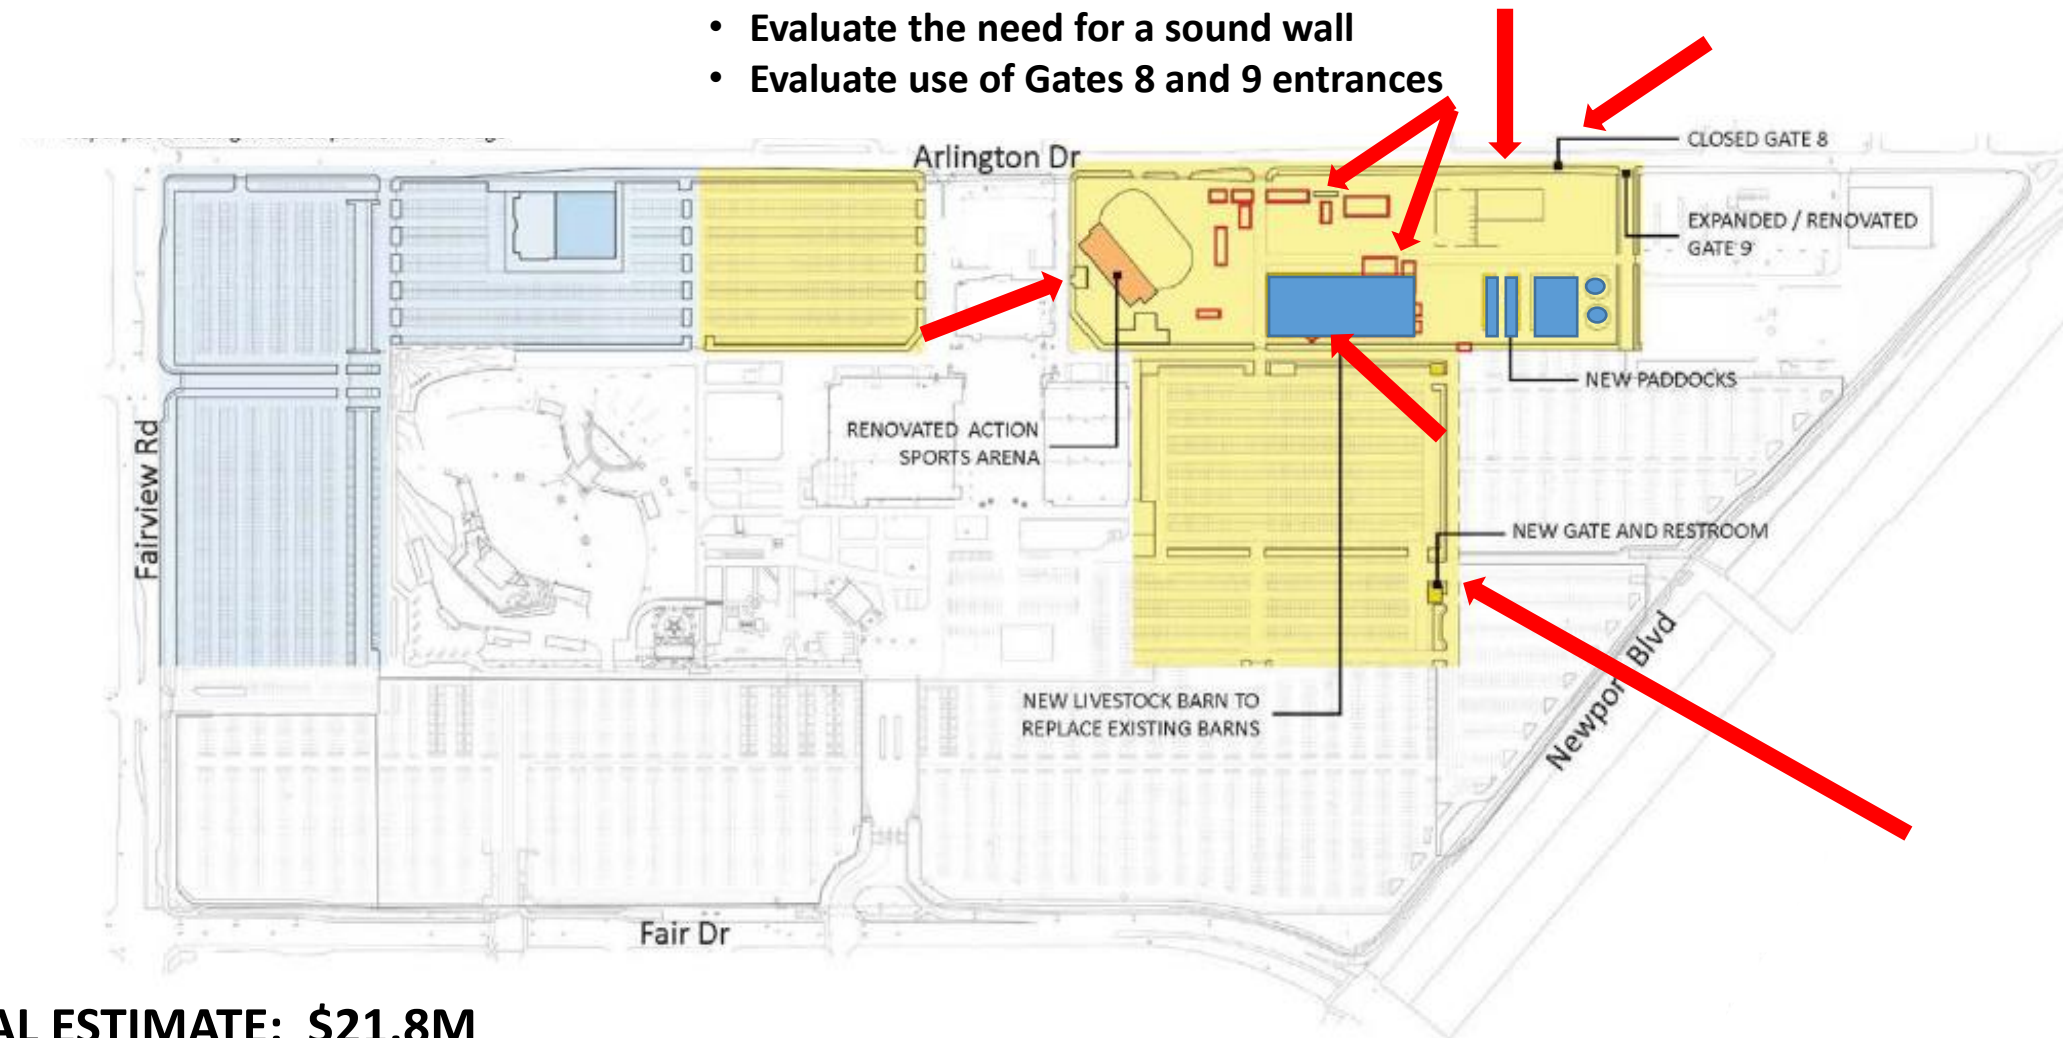 • Evaluate the need for a sound wall
• Evaluate use of Gates 8 and 9 entrances
Arlington Dr
CLOSED GATE 8
EXPANDED / RENOVATED
GATE 9
NEW PADDOCKS
RENOVATED ACTION
SPORTS ARENA
Fairview Rd
NEW GATE AND RESTROOM
NEW LIVESTOCK BARN TO
REPLACE EXISTING BARNS
Newport Blvd
Fair Dr
AL ESTIMATE: $21.8M